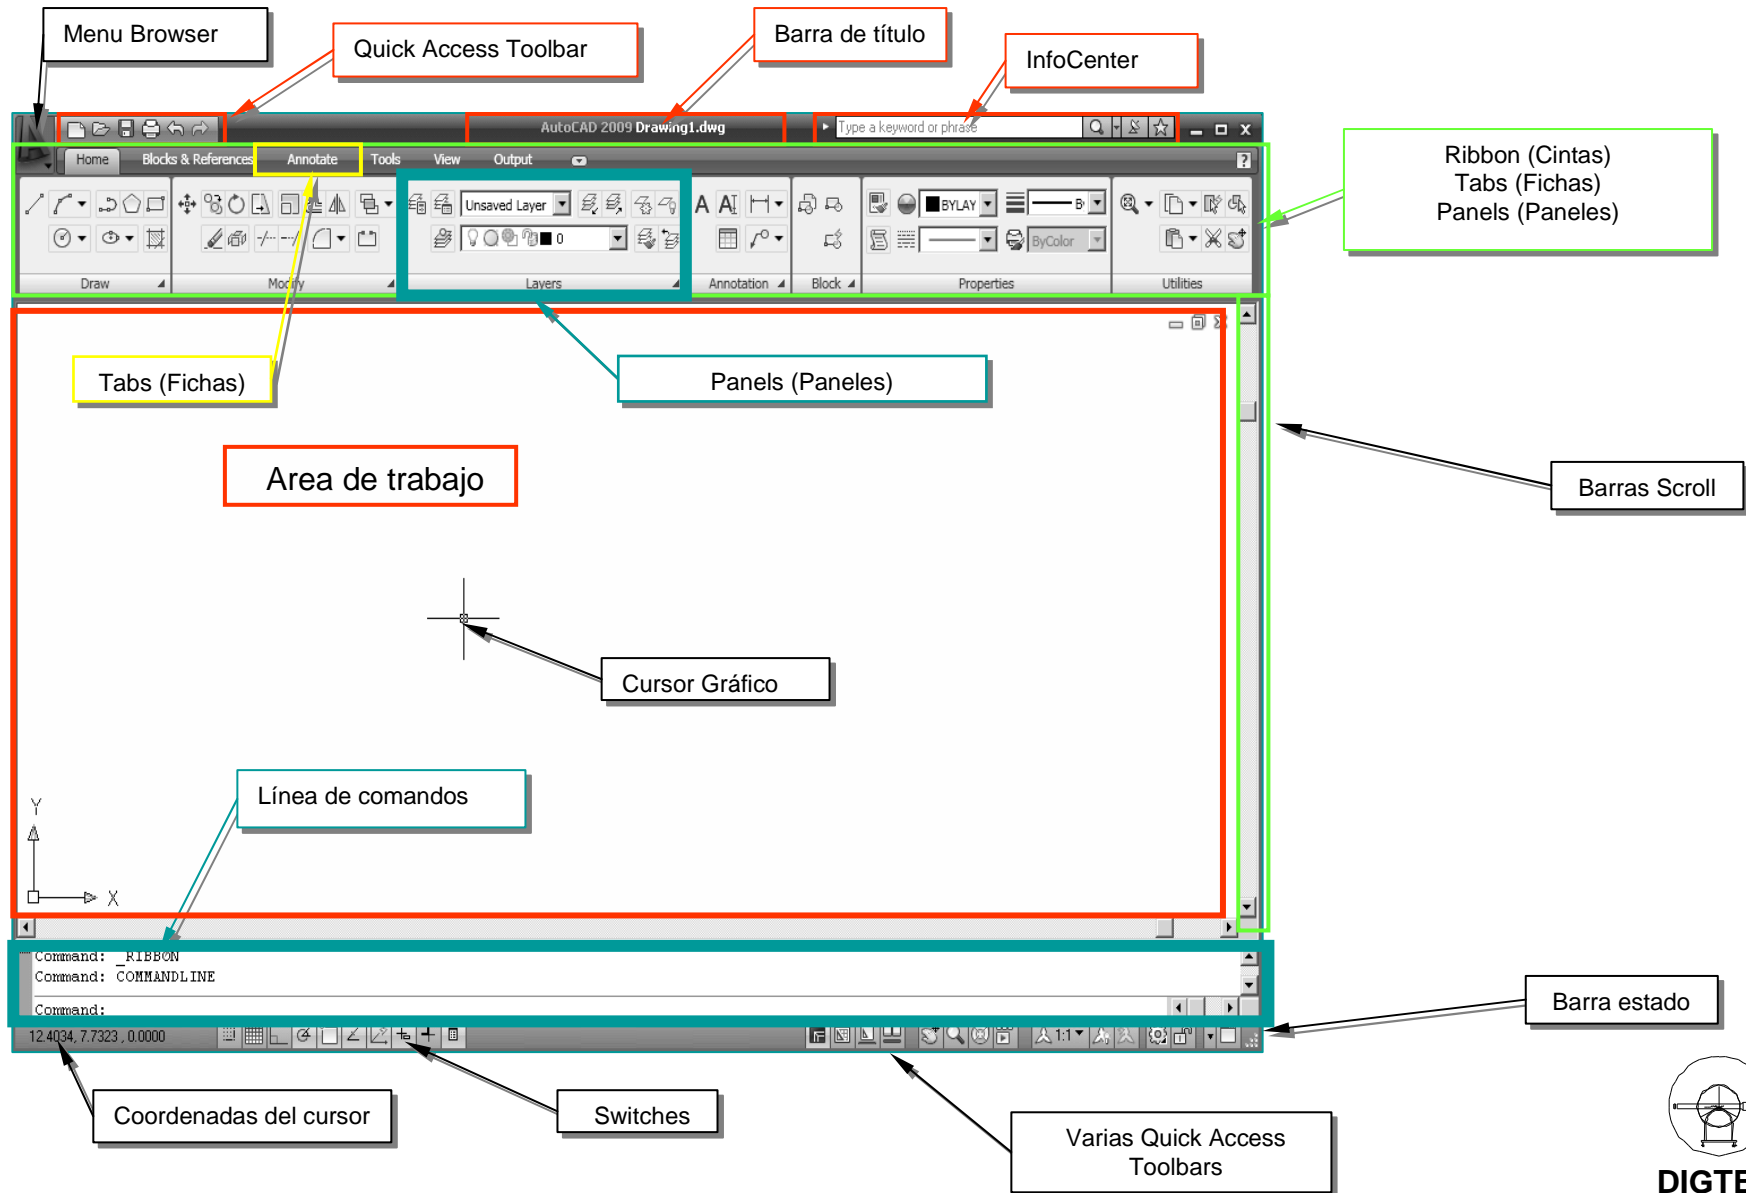 Menu Browser
Quick Access Toolbar
Barra de título
InfoCenter
AutoCAD 2009 Drawing1.dwg
Type a keyword or phrase
Home Blocks & References Annotate Tools View Output
Ribbon (Cintas)
Tabs (Fichas)
Panels (Paneles)
Unsaved Layer
0
A AI
BYLAY
B
ByColor
Draw Modify Layers Annotation Block Properties Utilities
Tabs (Fichas)
Panels (Paneles)
Area de trabajo
Barras Scroll
Cursor Gráfico
Línea de comandos
Y
X
Command: _RIBBON
Command: COMMANDLINE
Command:
Barra estado
12.4034, 7.7323 , 0.0000
1:1
Coordenadas del cursor
Switches
Varias Quick Access
Toolbars